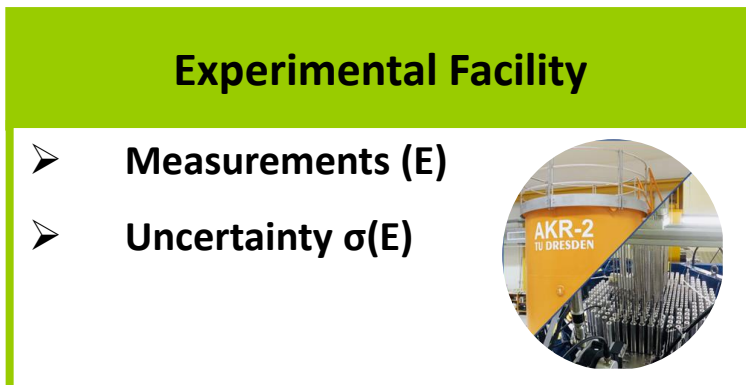 Experimental Facility
➢ Measurements (E)
➢ Uncertainty σ(E)
AKR-2
TU DRESDEN